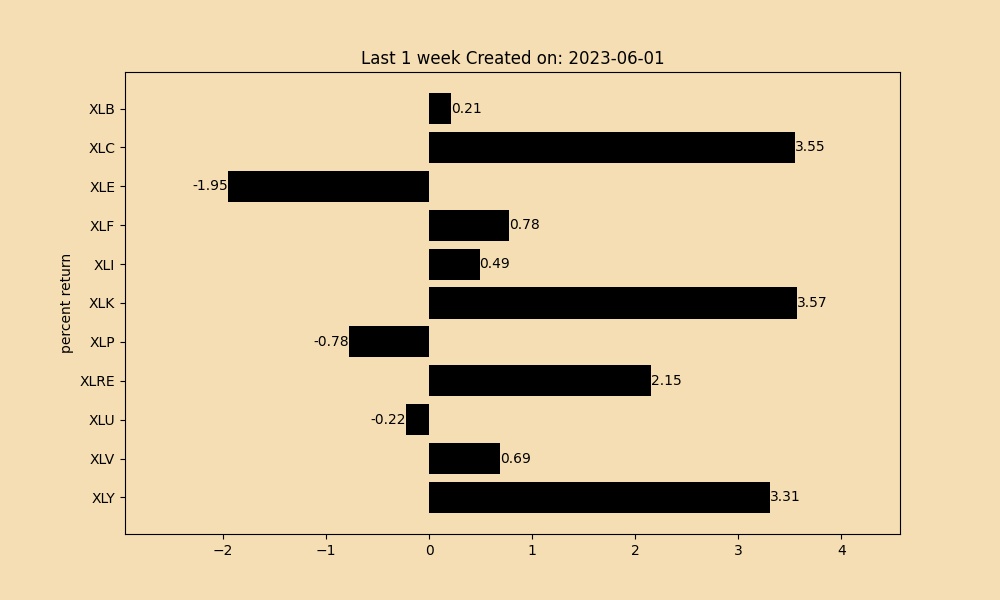 Last 1 week Created on: 2023-06-01
percent return
XLB 0.21
XLC 3.55
XLE -1.95
XLF 0.78
XLI 0.49
XLK 3.57
XLP -0.78
XLRE 2.15
XLU -0.22
XLV 0.69
XLY 3.31
−2 −1 0 1 2 3 4